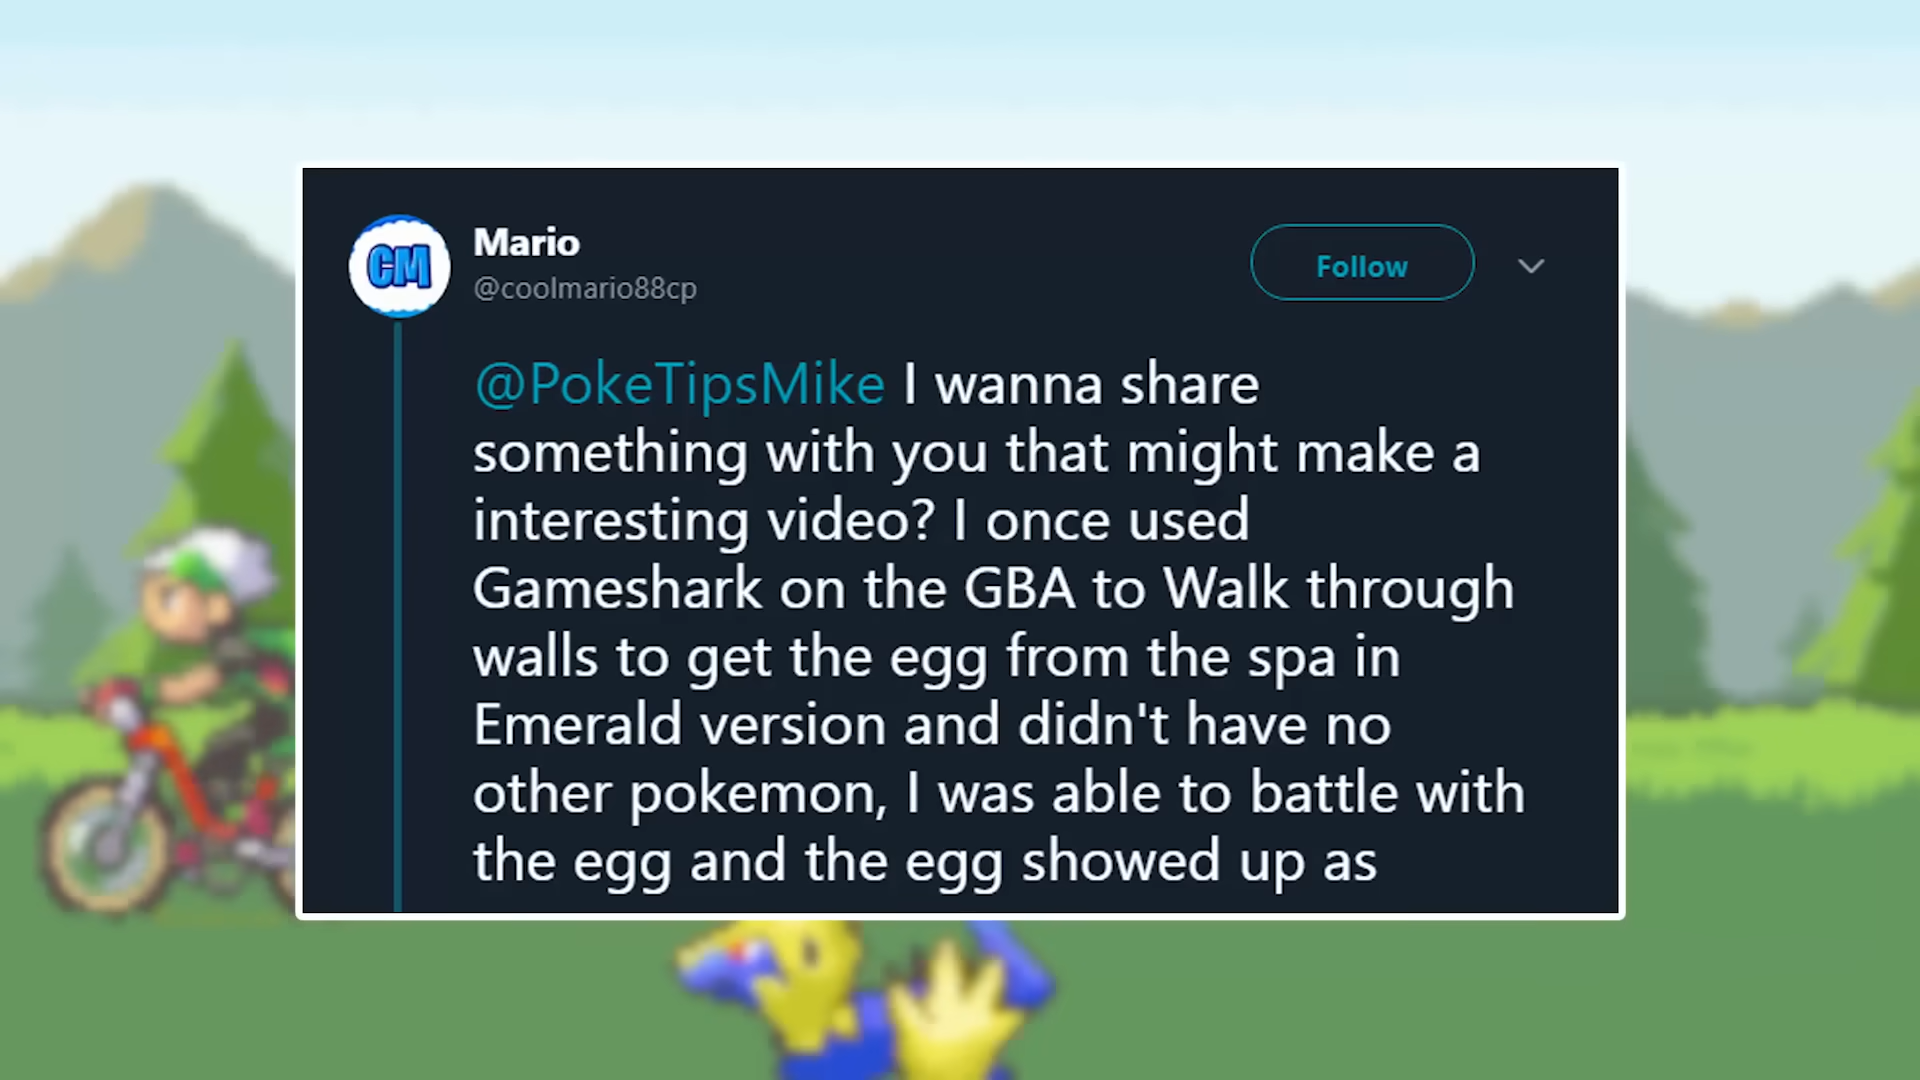 CM
Mario
@coolmario88cp
Follow
@PokeTipsMike I wanna share
something with you that might make a
interesting video? I once used
Gameshark on the GBA to Walk through
walls to get the egg from the spa in
Emerald version and didn't have no
other pokemon, I was able to battle with
the egg and the egg showed up as